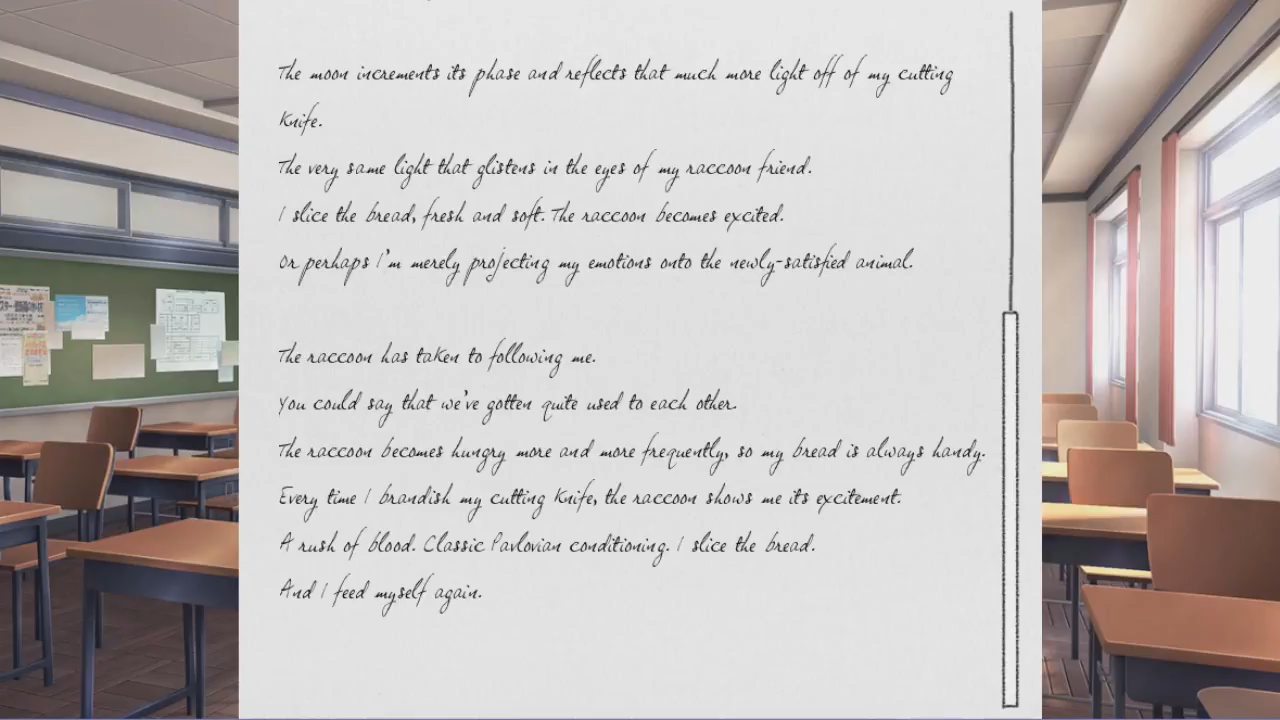 The moon increments its phase and reflects that much more light off of my cutting
knife.
The very same light that glistens in the eyes of my raccoon friend.
I slice the bread, fresh and soft. The raccoon becomes excited.
Or perhaps I'm merely projecting my emotions onto the newly-satisfied animal.
The raccoon has taken to following me.
You could say that we've gotten quite used to each other.
The raccoon becomes hungry more and more frequently, so my bread is always handy.
Every time I brandish my cutting knife, the raccoon shows me its excitement.
A rush of blood. Classic Pavlovian conditioning. I slice the bread.
And I feed myself again.